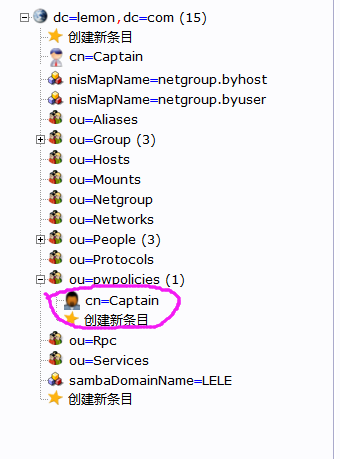 dc=lemon,dc=com (15)
创建新条目
cn=Captain
nisMapName=netgroup.byhost
nisMapName=netgroup.byuser
ou=Aliases
ou=Group (3)
ou=Hosts
ou=Mounts
ou=Netgroup
ou=Networks
ou=People (3)
ou=Protocols
ou=pwpolicies (1)
cn=Captain
创建新条目
ou=Rpc
ou=Services
sambaDomainName=LELE
创建新条目